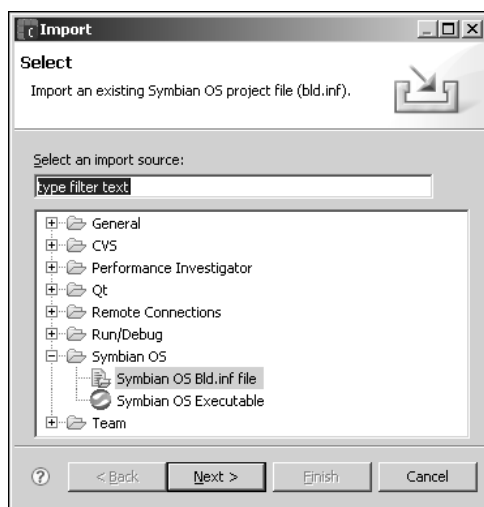 Import
Select
Import an existing Symbian OS project file (bld.inf).
Select an import source:
type filter text
General
CVS
Performance Investigator
Qt
Remote Connections
Run/Debug
Symbian OS
Symbian OS Bld.inf file
Symbian OS Executable
Team
? < Back Next > Finish Cancel